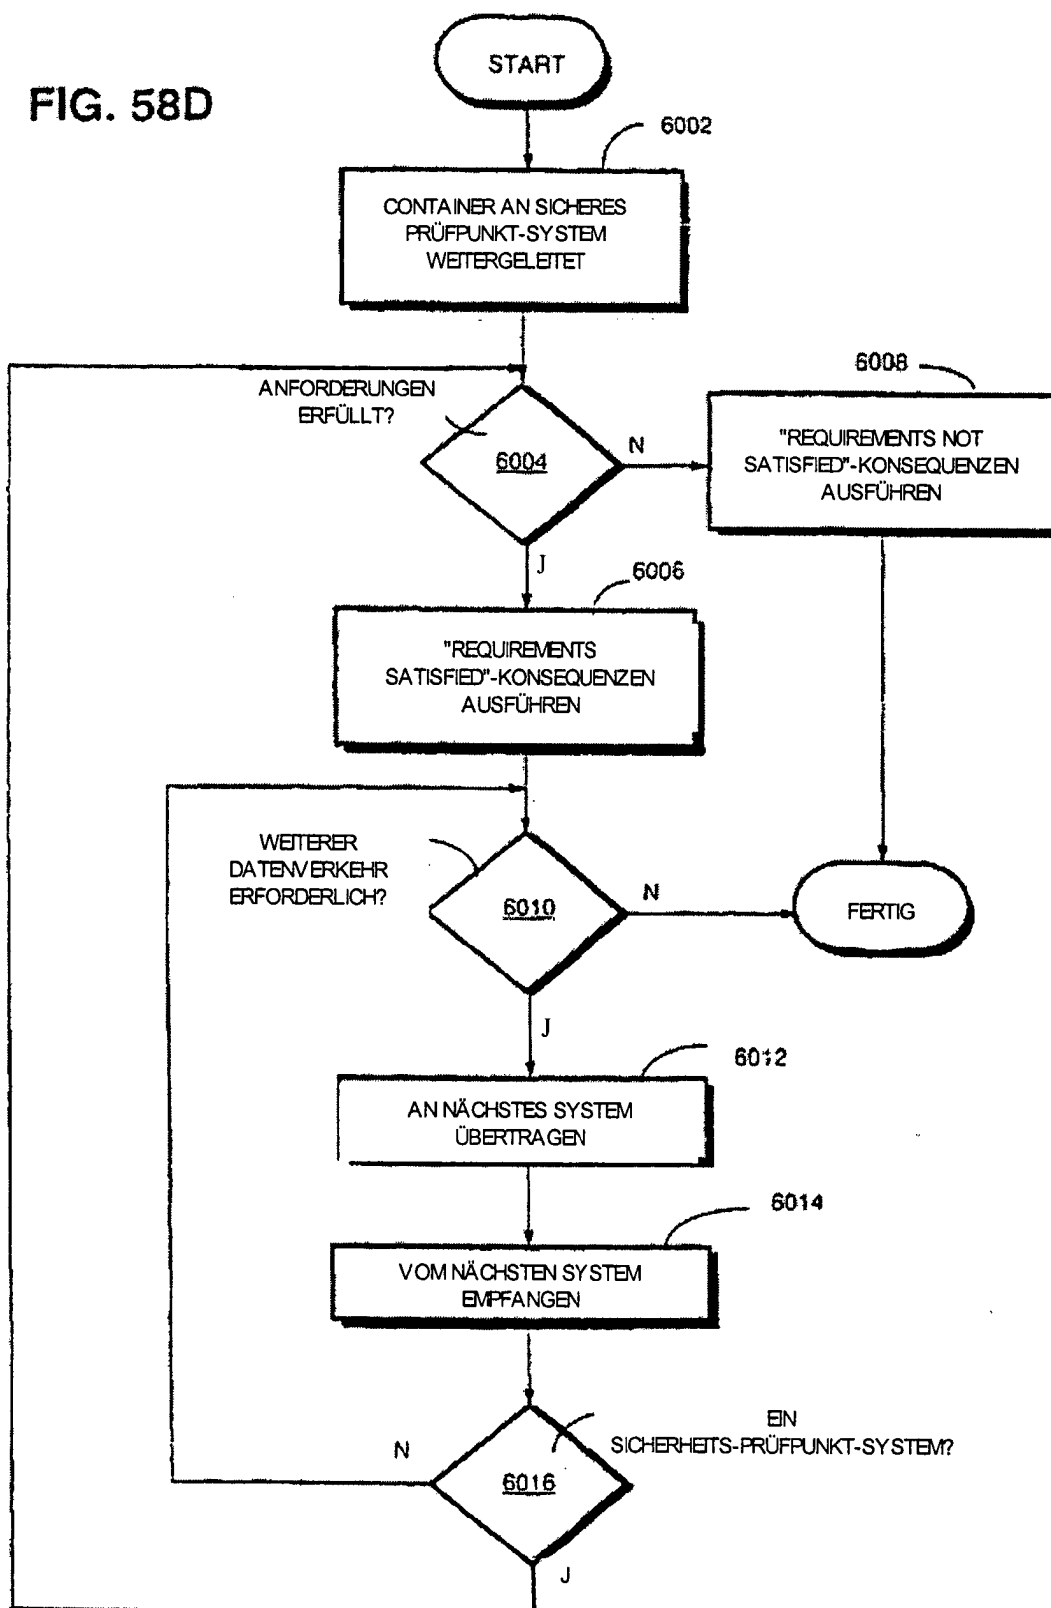 FIG. 58D
START
6002
CONTAINER AN SICHERES
PRÜFPUNKT-SYSTEM
WEITERGELEITET
6008
ANFORDERUNGEN
ERFÜLLT?
6004
N
"REQUIREMENTS NOT
SATISFIED"-KONSEQUENZEN
AUSFÜHREN
J
6006
"REQUIREMENTS
SATISFIED"-KONSEQUENZEN
AUSFÜHREN
WEITERER
DATENVERKEHR
ERFORDERLICH?
6010
N
FERTIG
J
6012
AN NÄCHSTES SYSTEM
ÜBERTRAGEN
6014
VOM NÄCHSTEN SYSTEM
EMPFANGEN
EIN
SICHERHEITS-PRÜFPUNKT-SYSTEM?
N
6016
J